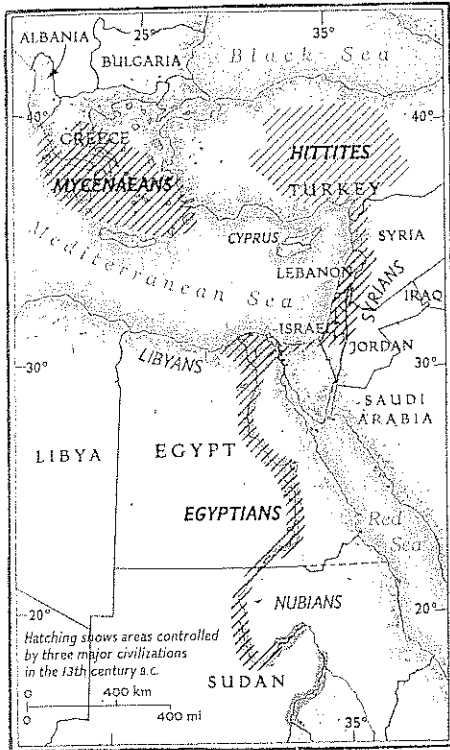 25°
35°
ALBANIA
BULGARIA
Black Sea
40°
40°
GREECE
MYCENAEANS
HITTITES
TURKEY
CYPRUS
SYRIA
LEBANON
Mediterranean Sea
SYRIANS
IRAQ
ISRAEL
JORDAN
30°
30°
LIBYANS
SAUDI
ARABIA
LIBYA
EGYPT
EGYPTIANS
Red
Sea
20°
20°
NUBIANS
Hatching shows areas controlled
by three major civilizations
in the 13th century B.C.
SUDAN
0 400 km
0 400 mi
35°